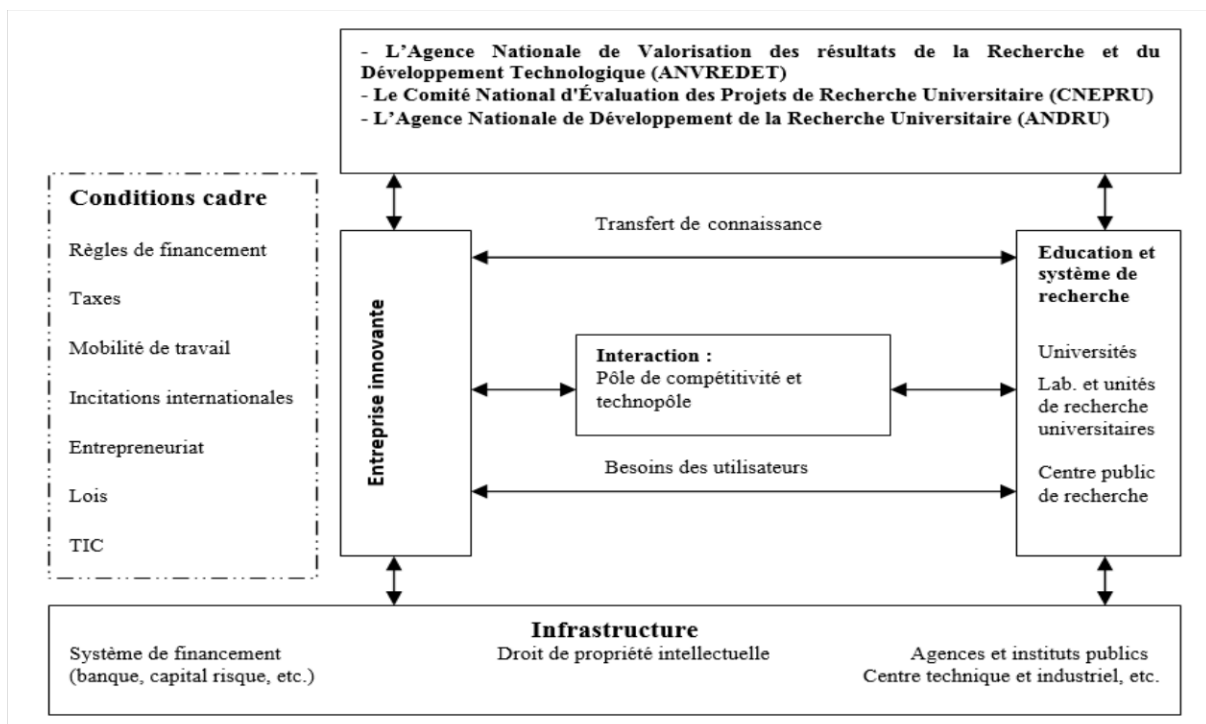 - L’Agence Nationale de Valorisation des résultats de la Recherche et du
Développement Technologique (ANVREDET)
- Le Comité National d'Évaluation des Projets de Recherche Universitaire (CNEPRU)
- L’Agence Nationale de Développement de la Recherche Universitaire (ANDRU)
Conditions cadre
Règles de financement
Taxes
Mobilité de travail
Incitations internationales
Entrepreneuriat
Lois
TIC
Entreprise innovante
Transfert de connaissance
Interaction :
Pôle de compétitivité et
technopôle
Besoins des utilisateurs
Education et
système de
recherche
Universités
Lab. et unités
de recherche
universitaires
Centre public
de recherche
Infrastructure
Système de financement
(banque, capital risque, etc.)
Droit de propriété intellectuelle
Agences et instituts publics
Centre technique et industriel, etc.